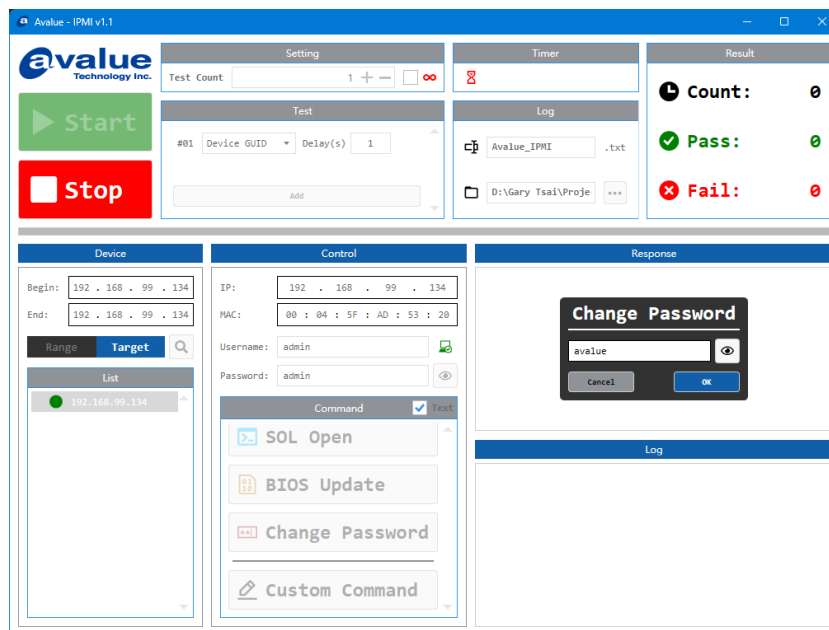 Avalue - IPMI v1.1
avalue
Technology Inc.
Start
Stop
Setting
Test Count 1
Test
#01 Device GUID Delay(s) 1
Add
Timer
Log
Avalue_IPMI .txt
D:\Gary Tsai\Proje
Result
Count: 0
Pass: 0
Fail: 0
Device
Begin: 192 . 168 . 99 . 134
End: 192 . 168 . 99 . 134
Range Target
List
192.168.99.134
Control
IP: 192 . 168 . 99 . 134
MAC: 00 : 04 : 5F : AD : 53 : 20
Username: admin
Password: admin
Command Text
SOL Open
BIOS Update
Change Password
Custom Command
Response
Change Password
avalue
Cancel OK
Log